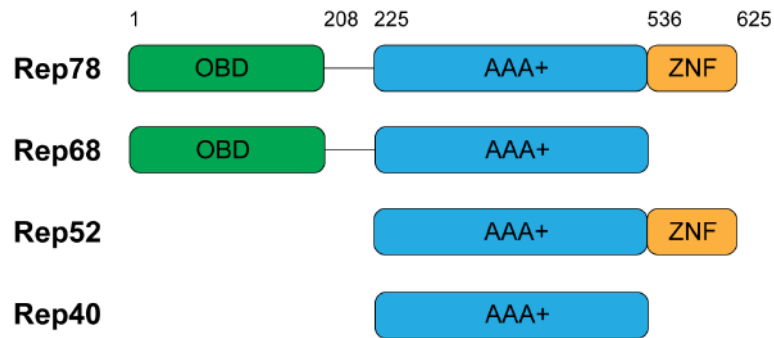 1 208 225 536 625
Rep78 OBD AAA+ ZNF
Rep68 OBD AAA+
Rep52 AAA+ ZNF
Rep40 AAA+